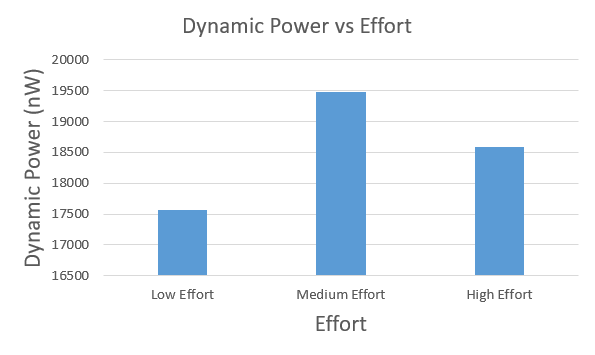 Dynamic Power vs Effort
Dynamic Power (nW)
20000
19500
19000
18500
18000
17500
17000
16500
Low Effort
Medium Effort
High Effort
Effort